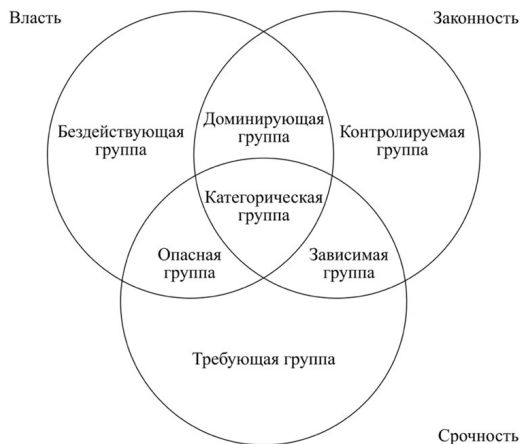 Власть
Законность
Бездействующая
группа
Доминирующая
группа
Контролируемая
группа
Категорическая
группа
Опасная
группа
Зависимая
группа
Требующая группа
Срочность